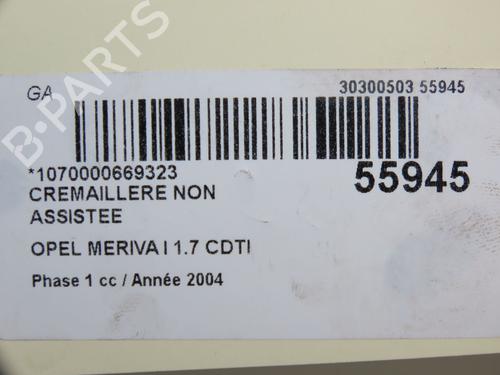 GA
30300503 55945
*1070000669323
55945
CREMAILLERE NON
ASSISTEE
OPEL MERIVA I 1.7 CDTI
Phase 1 cc / Année 2004
B-PARTS